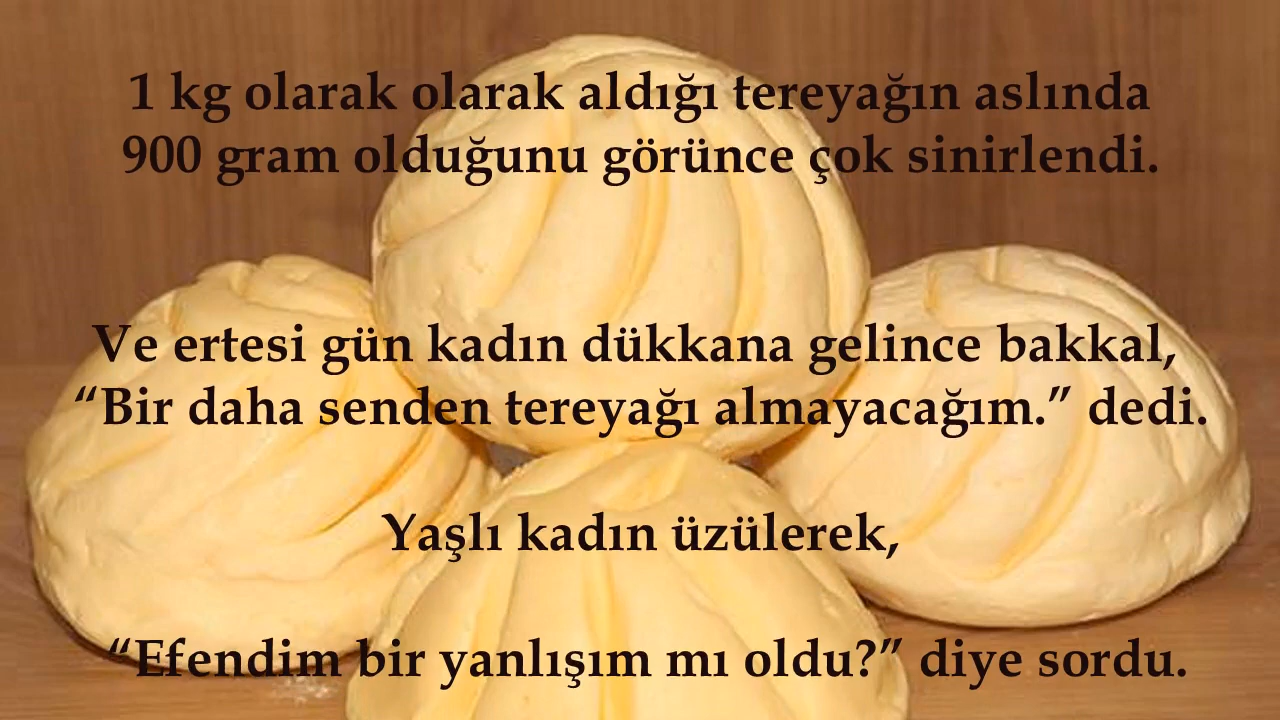 1 kg olarak olarak aldığı tereyağın aslında
900 gram olduğunu görünce çok sinirlendi.
Ve ertesi gün kadın dükkana gelince bakkal,
“Bir daha senden tereyağı almayacağım.” dedi.
Yaşlı kadın üzülerek,
“Efendim bir yanlışım mı oldu?” diye sordu.